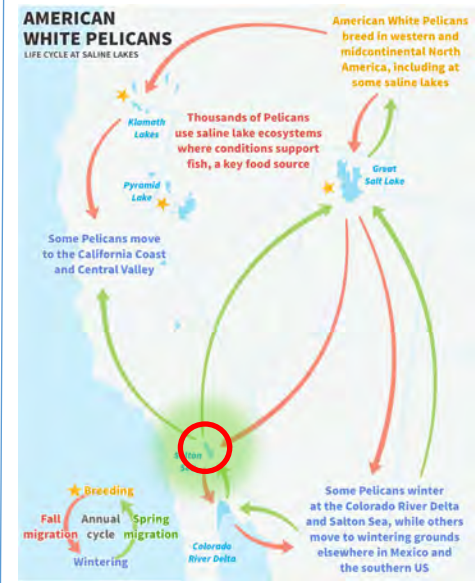 AMERICAN
WHITE PELICANS
LIFE CYCLE AT SALINE LAKES
American White Pelicans
breed in western and
midcontinental North
America, including at
some saline lakes
Klamath
Lakes
Thousands of Pelicans
use saline lake ecosystems
where conditions support
fish, a key food source
Great
Salt Lake
Pyramid
Lake
Some Pelicans move
to the California Coast
and Central Valley
Salton
Some Pelicans winter
at the Colorado River Delta
and Salton Sea, while others
move to wintering grounds
elsewhere in Mexico and
the southern US
Colorado
River Delta
Breeding
Fall
migration
Annual
cycle
Spring
migration
Wintering